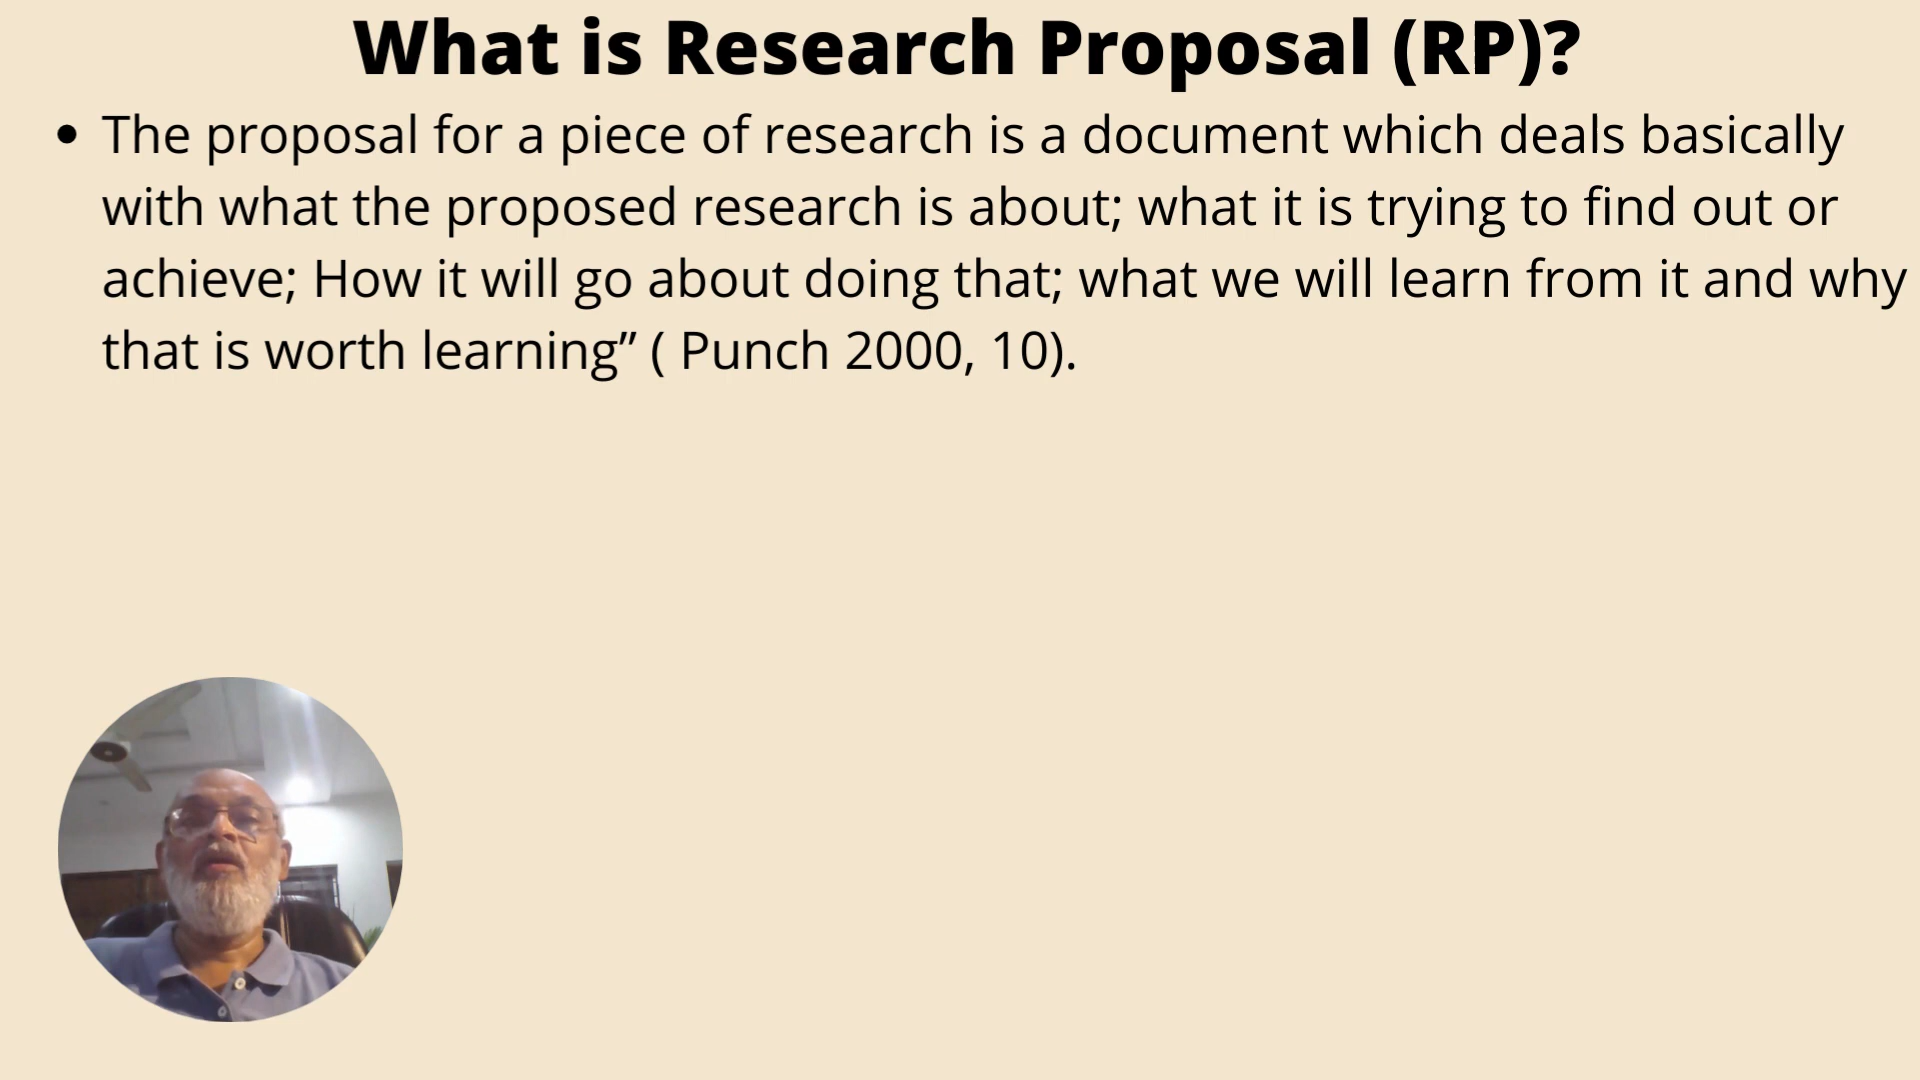 What is Research Proposal (RP)?
• The proposal for a piece of research is a document which deals basically
with what the proposed research is about; what it is trying to find out or
achieve; How it will go about doing that; what we will learn from it and why
that is worth learning” ( Punch 2000, 10).